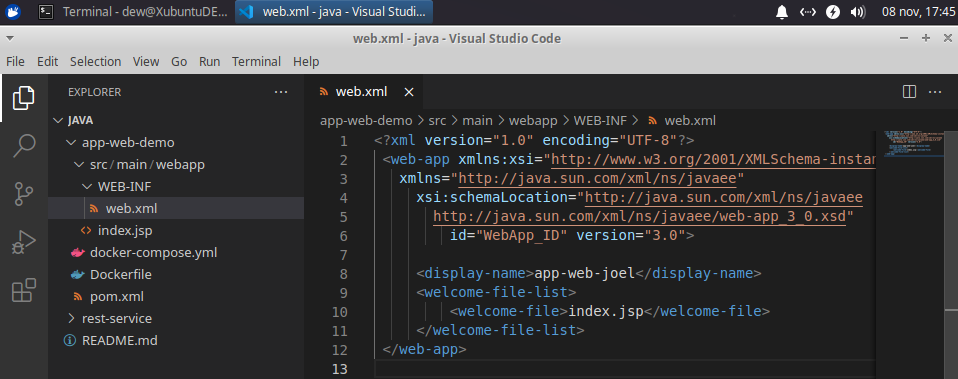 Terminal - dew@XubuntuDE...
web.xml - java - Visual Studi...
08 nov, 17:45
web.xml - java - Visual Studio Code
File Edit Selection View Go Run Terminal Help
EXPLORER
JAVA
app-web-demo
src / main / webapp
WEB-INF
web.xml
index.jsp
docker-compose.yml
Dockerfile
pom.xml
rest-service
README.md
web.xml
app-web-demo > src > main > webapp > WEB-INF > web.xml
1 <?xml version="1.0" encoding="UTF-8"?>
2 <web-app xmlns:xsi="http://www.w3.org/2001/XMLSchema-instan
3 xmlns="http://java.sun.com/xml/ns/javaee"
4 xsi:schemaLocation="http://java.sun.com/xml/ns/javaee
5 http://java.sun.com/xml/ns/javaee/web-app_3_0.xsd"
6 id="WebApp_ID" version="3.0">
7
8 <display-name>app-web-joel</display-name>
9 <welcome-file-list>
10 <welcome-file>index.jsp</welcome-file>
11 </welcome-file-list>
12 </web-app>
13